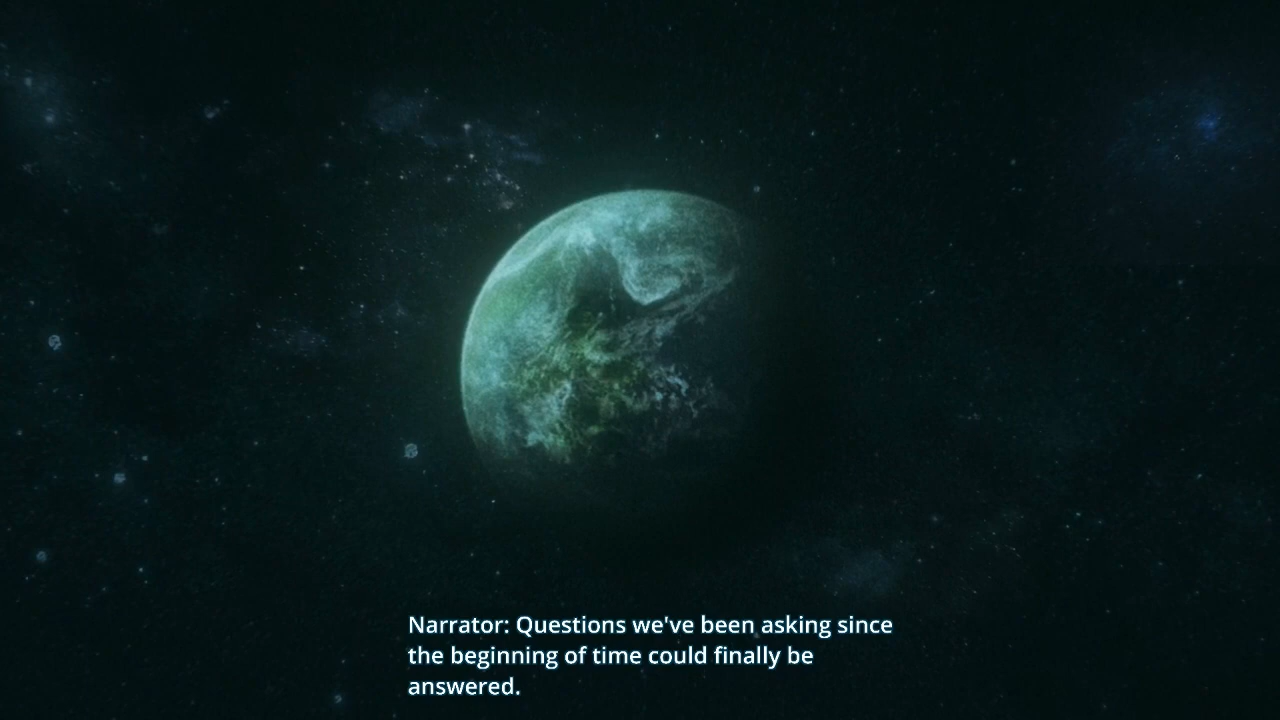 Narrator: Questions we've been asking since
the beginning of time could finally be
answered.